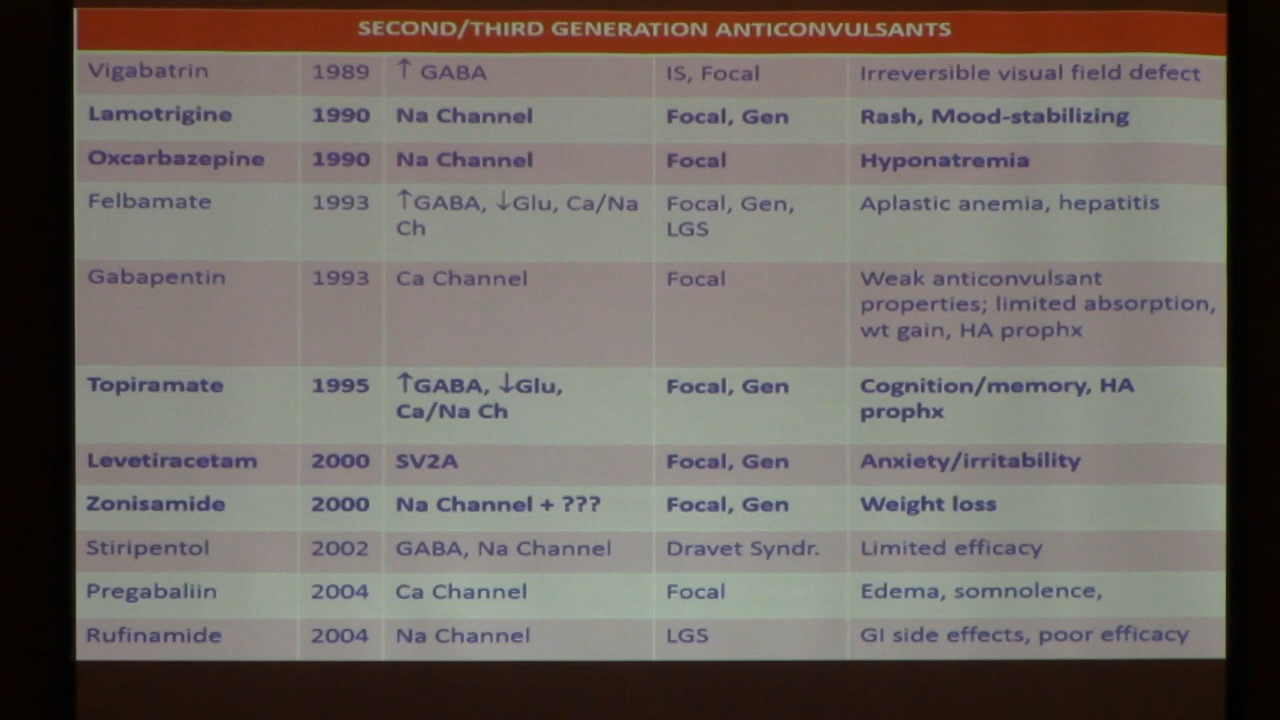 SECOND/THIRD GENERATION ANTICONVULSANTS
Vigabatrin 1989 ↑ GABA IS, Focal Irreversible visual field defect
Lamotrigine 1990 Na Channel Focal, Gen Rash, Mood-stabilizing
Oxcarbazepine 1990 Na Channel Focal Hyponatremia
Felbamate 1993 ↑GABA, ↓Glu, Ca/Na Focal, Gen, Aplastic anemia, hepatitis
Ch LGS
Gabapentin 1993 Ca Channel Focal Weak anticonvulsant
properties; limited absorption,
wt gain, HA prophx
Topiramate 1995 ↑GABA, ↓Glu, Focal, Gen Cognition/memory, HA
Ca/Na Ch prophx
Levetiracetam 2000 SV2A Focal, Gen Anxiety/irritability
Zonisamide 2000 Na Channel + ??? Focal, Gen Weight loss
Stiripentol 2002 GABA, Na Channel Dravet Syndr. Limited efficacy
Pregabaliin 2004 Ca Channel Focal Edema, somnolence,
Rufinamide 2004 Na Channel LGS GI side effects, poor efficacy